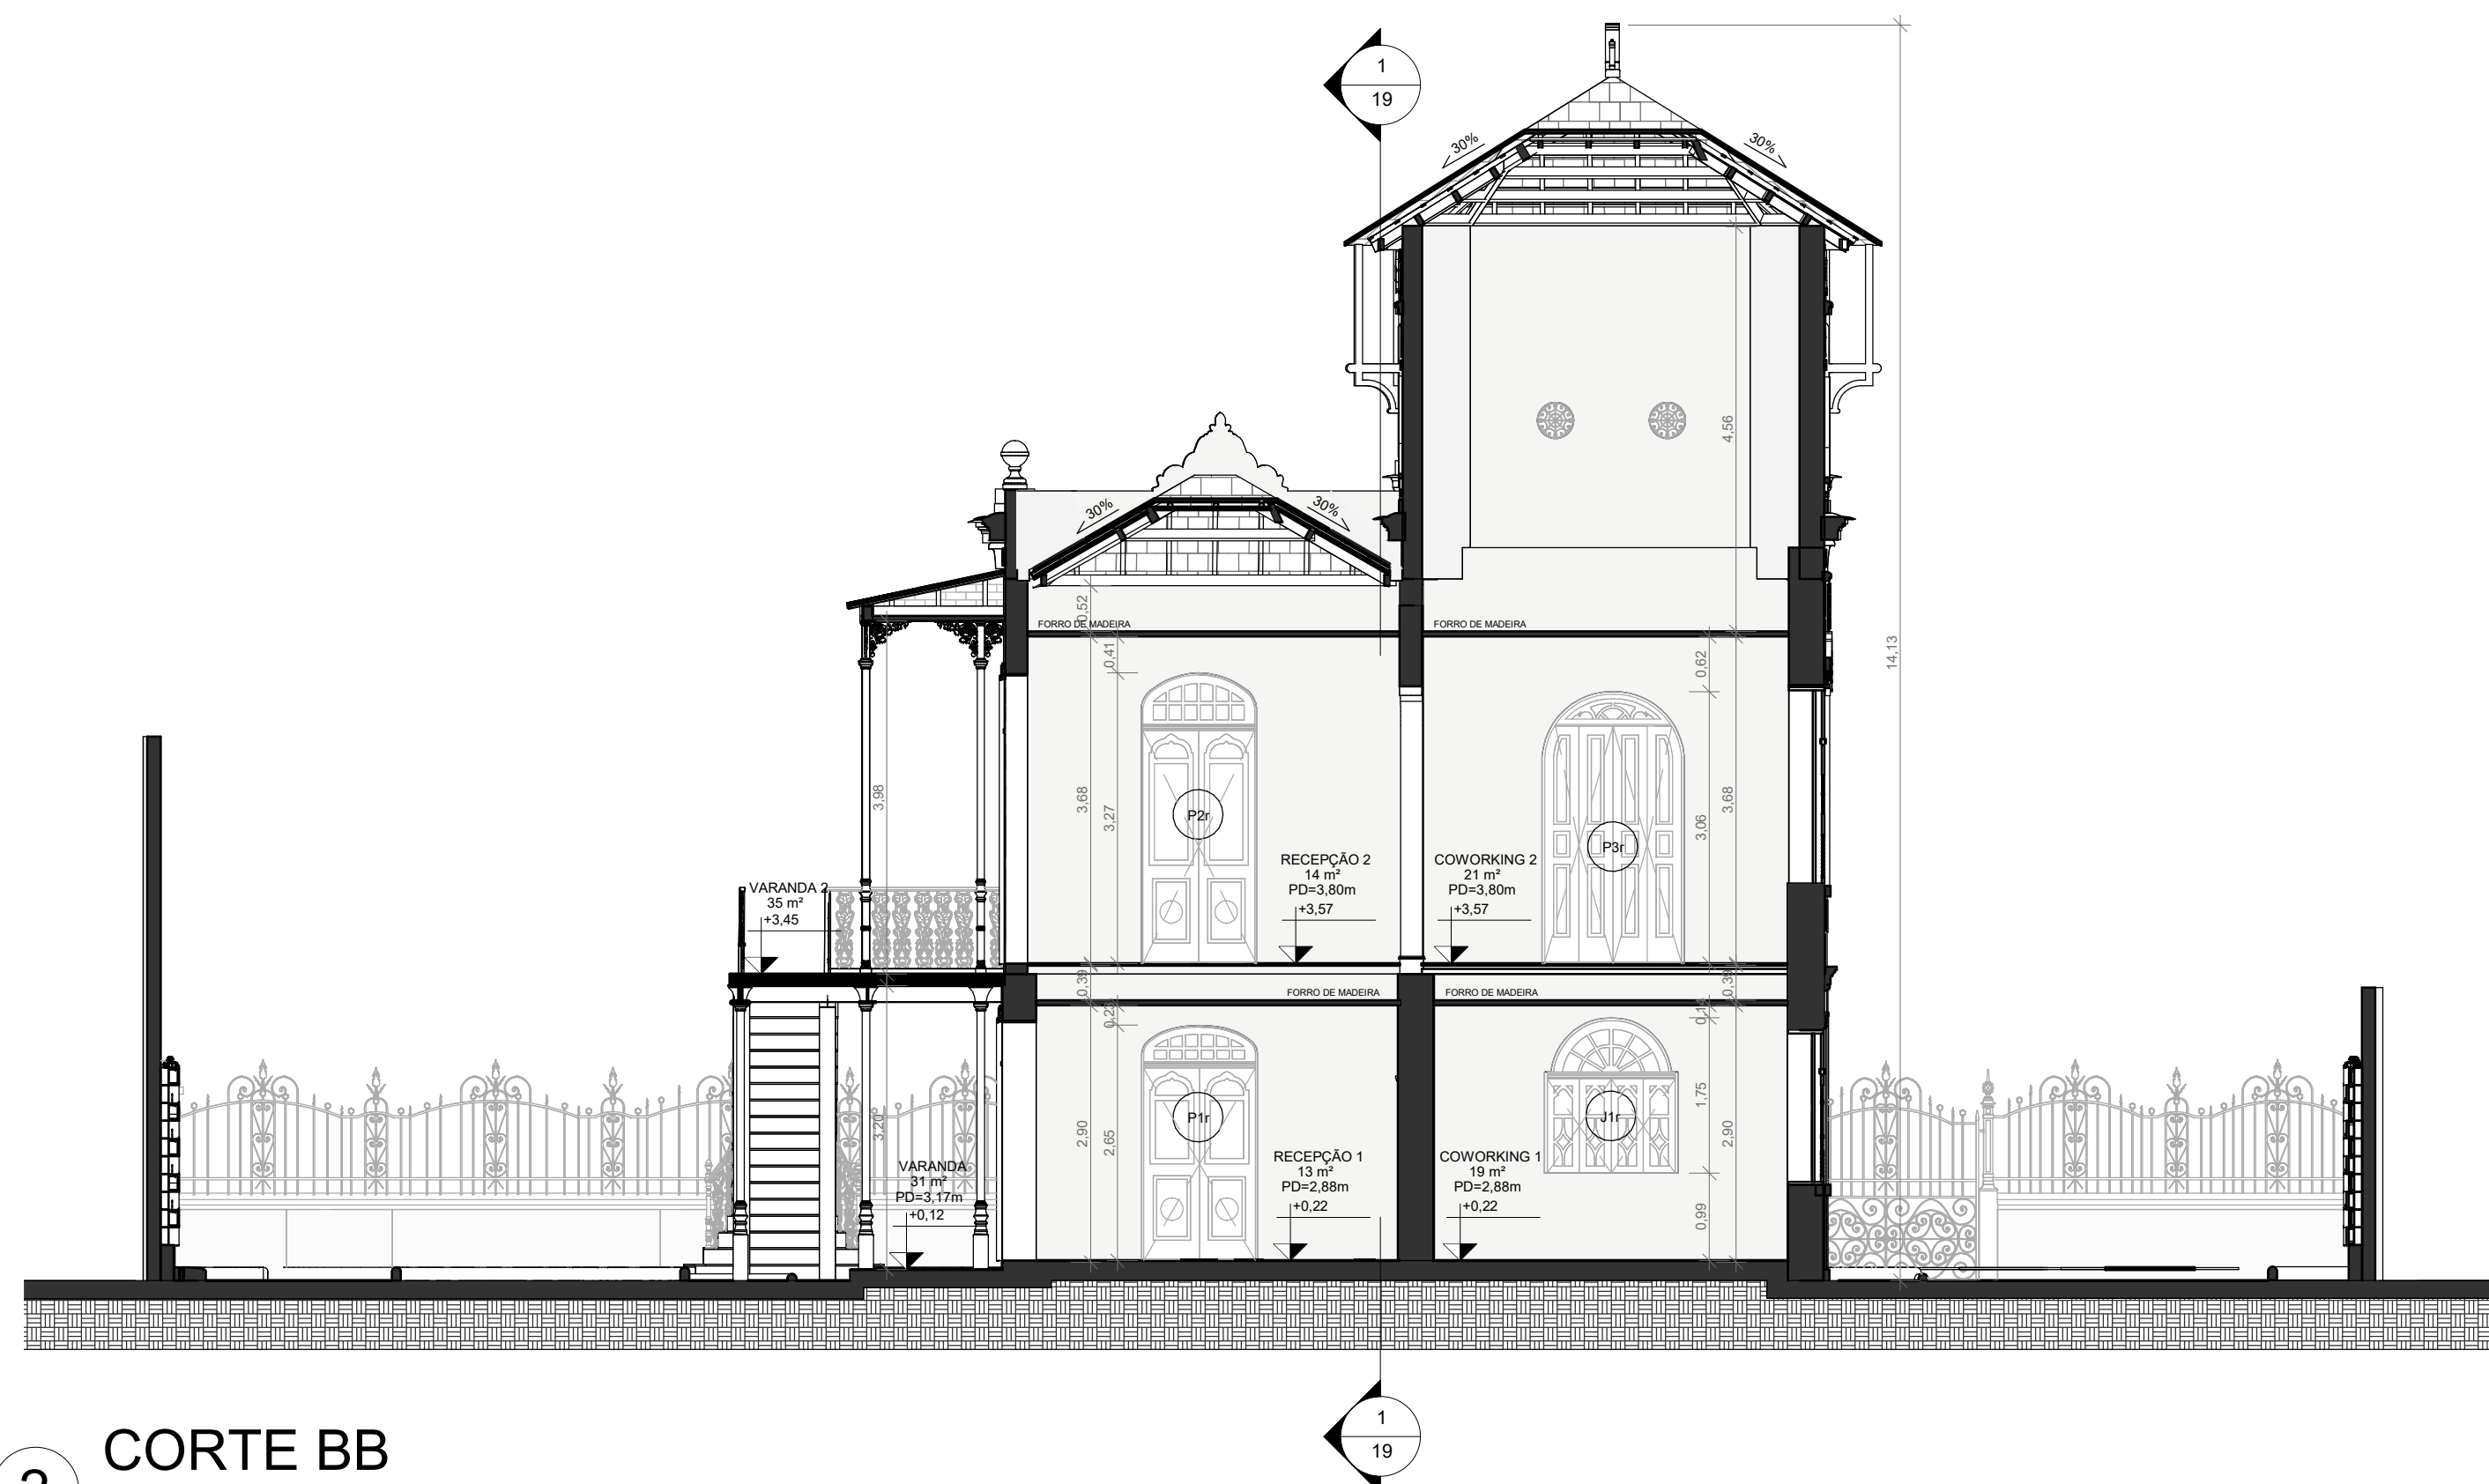 1
19
30%
30%
4,56
14,13
30%
30%
0,52
FORRO DE MADEIRA
FORRO DE MADEIRA
0,41
0,62
3,98
3,68
3,27
P2r
P3r
3,06
3,68
RECEPÇÃO 2
14 m²
PD=3,80m
+3,57
COWORKING 2
21 m²
PD=3,80m
+3,57
VARANDA 2
35 m²
+3,45
0,39
FORRO DE MADEIRA
FORRO DE MADEIRA
0,39
0,23
3,20
2,90
2,65
P1r
J1r
1,75
2,90
VARANDA
31 m²
PD=3,17m
+0,12
RECEPÇÃO 1
13 m²
PD=2,88m
+0,22
COWORKING 1
19 m²
PD=2,88m
+0,22
0,99
1
19
CORTE BB